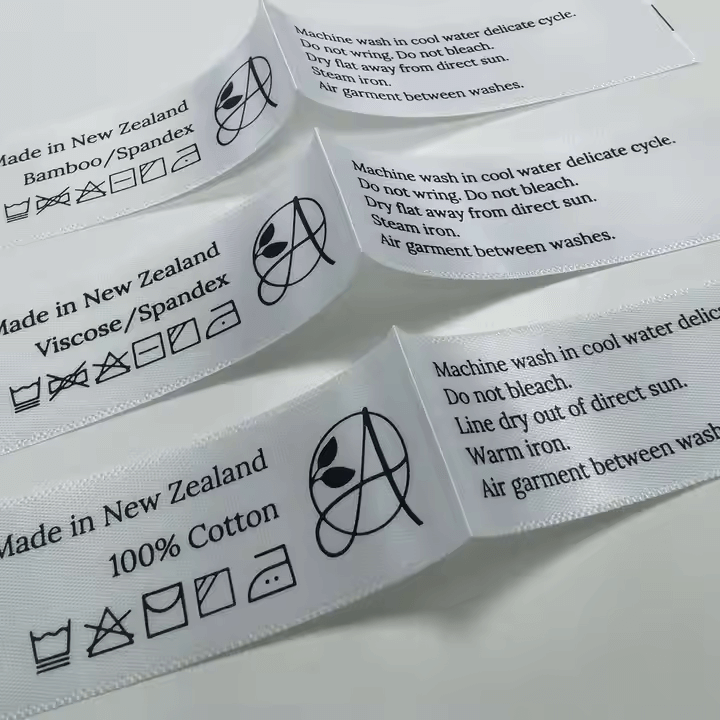 Made in New Zealand
Bamboo/Spandex
A
Machine wash in cool water delicate cycle.
Do not wring. Do not bleach.
Dry flat away from direct sun.
Steam iron.
Air garment between washes.
Made in New Zealand
Viscose/Spandex
A
Machine wash in cool water delicate cycle.
Do not wring. Do not bleach.
Dry flat away from direct sun.
Steam iron.
Air garment between washes.
Made in New Zealand
100% Cotton
A
Machine wash in cool water delic
Do not bleach.
Line dry out of direct sun.
Warm iron.
Air garment between wash